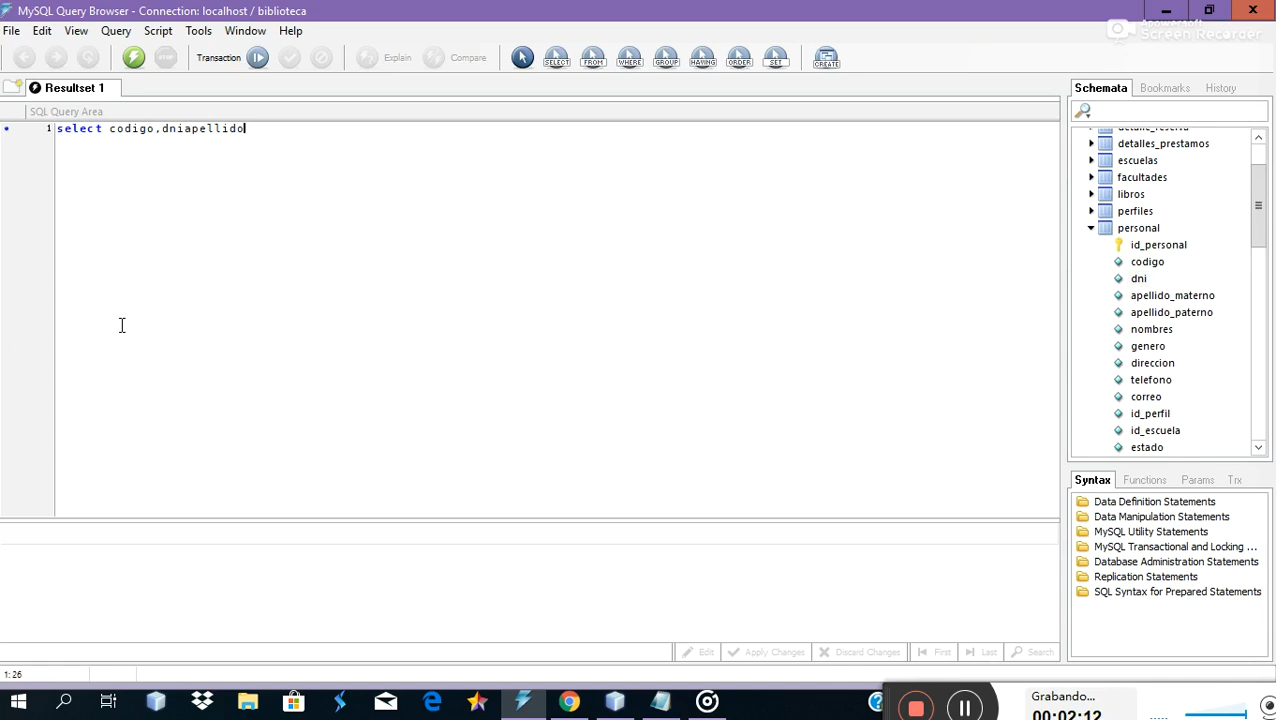 MySQL Query Browser - Connection: localhost / biblioteca
File Edit View Query Script Tools Window Help
Apowersoft
Screen Recorder
Transaction Explain Compare
SELECT FROM WHERE GROUP HAVING ORDER SET CREATE
Resultset 1
Schemata Bookmarks History
SQL Query Area
1 select codigo,dniapellido
detalle_reserva
detalles_prestamos
escuelas
facultades
libros
perfiles
personal
id_personal
codigo
dni
apellido_materno
apellido_paterno
nombres
genero
direccion
telefono
correo
id_perfil
id_escuela
estado
Syntax Functions Params Trx
Data Definition Statements
Data Manipulation Statements
MySQL Utility Statements
MySQL Transactional and Locking ...
Database Administration Statements
Replication Statements
SQL Syntax for Prepared Statements
Edit Apply Changes Discard Changes First Last Search
1: 26
Grabando...
00:02:12